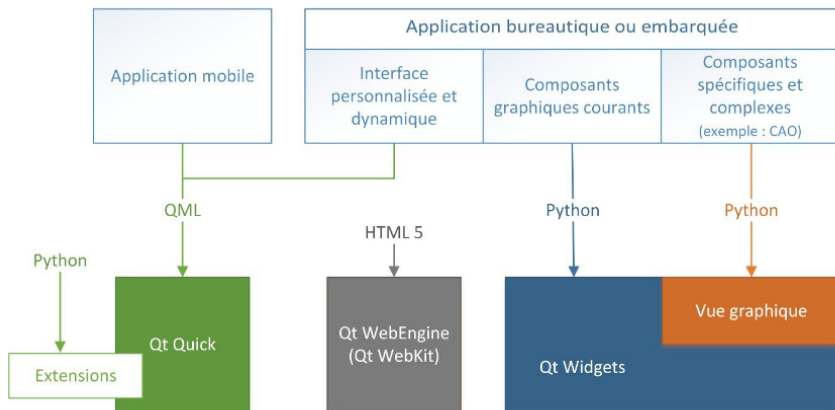 Application mobile
Application bureautique ou embarquée
Interface
personnalisée et
dynamique
Composants
graphiques courants
Composants
spécifiques et
complexes
(exemple : CAO)
QML
Python
Python
HTML 5
Python
Qt Quick
Extensions
Qt WebEngine
(Qt WebKit)
Qt Widgets
Vue graphique